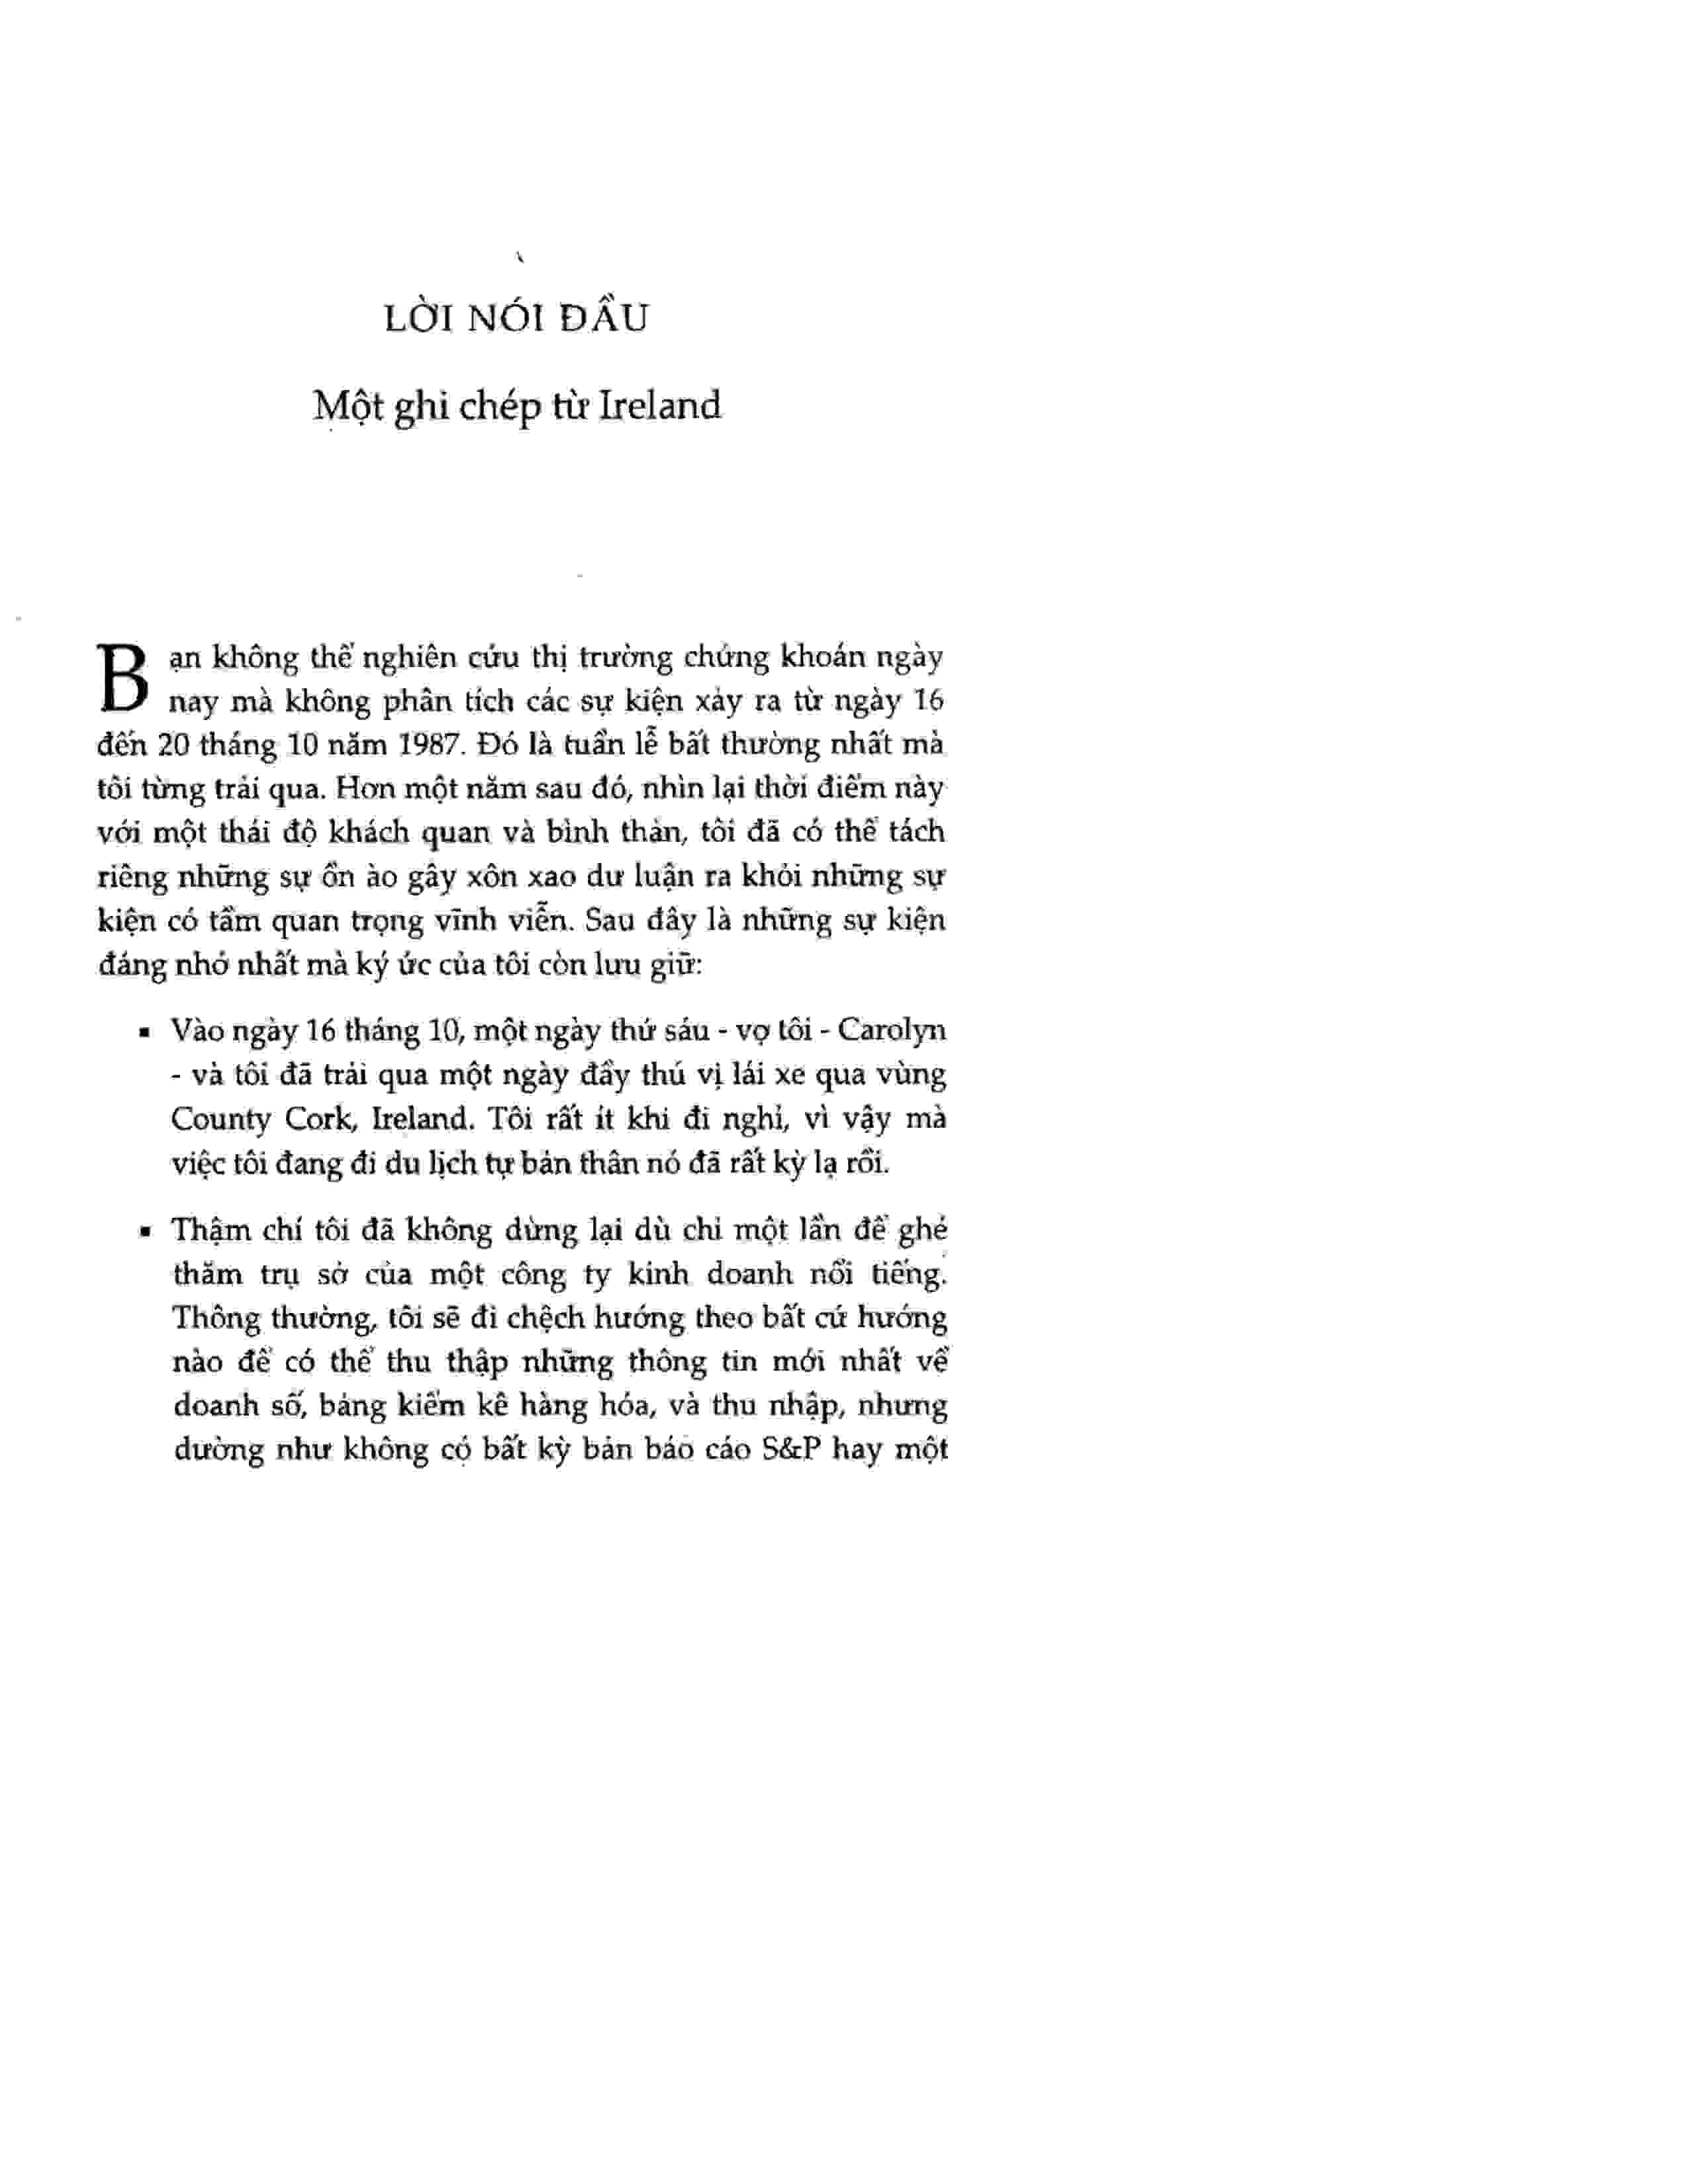 LỜI NÓI ĐẦU
Một ghi chép từ Ireland
Bạn không thể nghiên cứu thị trường chứng khoán ngày
nay mà không phân tích các sự kiện xảy ra từ ngày 16
đến 20 tháng 10 năm 1987. Đó là tuần lễ bất thường nhất mà
tôi từng trải qua. Hơn một năm sau đó, nhìn lại thời điểm này
với một thái độ khách quan và bình thản, tôi đã có thể tách
riêng những sự ồn ào gây xôn xao dư luận ra khỏi những sự
kiện có tầm quan trọng vĩnh viễn. Sau đây là những sự kiện
đáng nhớ nhất mà ký ức của tôi còn lưu giữ:
▪ Vào ngày 16 tháng 10, một ngày thứ sáu - vợ tôi - Carolyn
- và tôi đã trải qua một ngày đầy thú vị lái xe qua vùng
County Cork, Ireland. Tôi rất ít khi đi nghỉ, vì vậy mà
việc tôi đang đi du lịch tự bản thân nó đã rất kỳ lạ rồi.
▪ Thậm chí tôi đã không dừng lại dù chỉ một lần để ghé
thăm trụ sở của một công ty kinh doanh nổi tiếng.
Thông thường, tôi sẽ đi chệch hướng theo bất cứ hướng
nào để có thể thu thập những thông tin mới nhất về
doanh số, bảng kiểm kê hàng hóa, và thu nhập, nhưng
dường như không có bất kỳ bản báo cáo S&P hay một